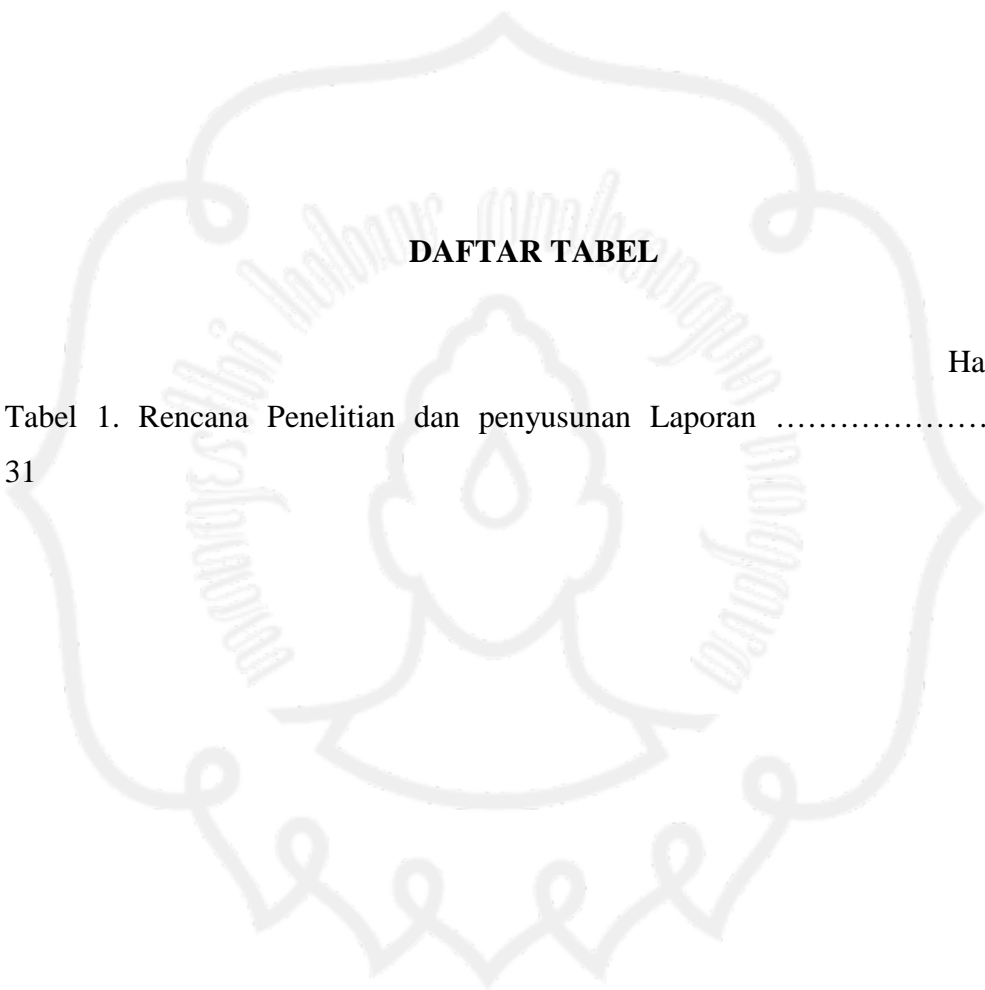 DAFTAR TABEL
Ha
Tabel 1. Rencana Penelitian dan penyusunan Laporan ………………….
31